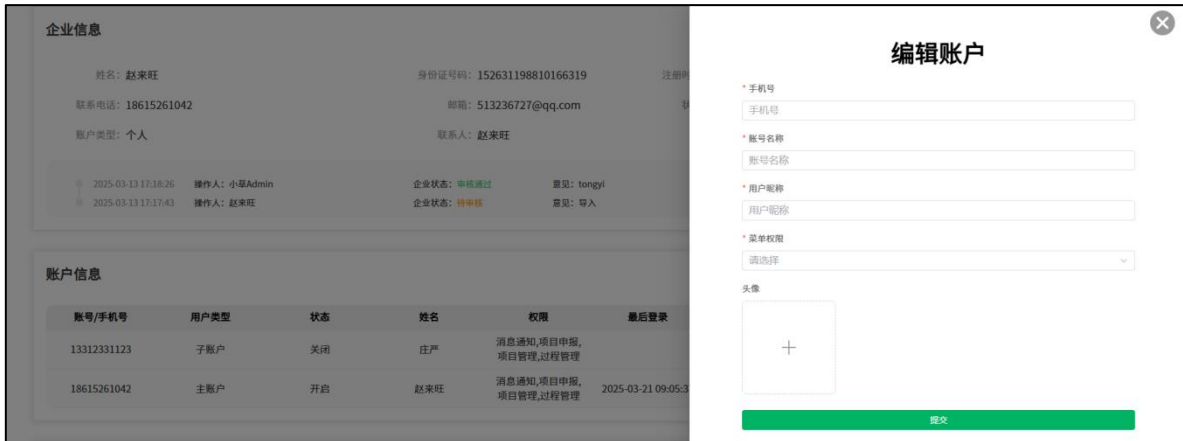 企业信息
姓名：赵来旺 身份证号码：152631198810166319 注册时
联系电话：18615261042 邮箱：513236727@qq.com 状
账户类型：个人 联系人：赵来旺
2025-03-13 17:18:26 操作人：小草Admin 企业状态：审核通过 意见：tongyi
2025-03-13 17:17:43 操作人：赵来旺 企业状态：待审核 意见：导入
账户信息
账号/手机号 用户类型 状态 姓名 权限 最后登录
13312331123 子账户 关闭 庄严 消息通知,项目申报,
项目管理,过程管理
18615261042 主账户 开启 赵来旺 消息通知,项目申报,
项目管理,过程管理 2025-03-21 09:05:3
编辑账户
* 手机号
手机号
* 账号名称
账号名称
* 用户昵称
用户昵称
* 菜单权限
请选择
头像
提交